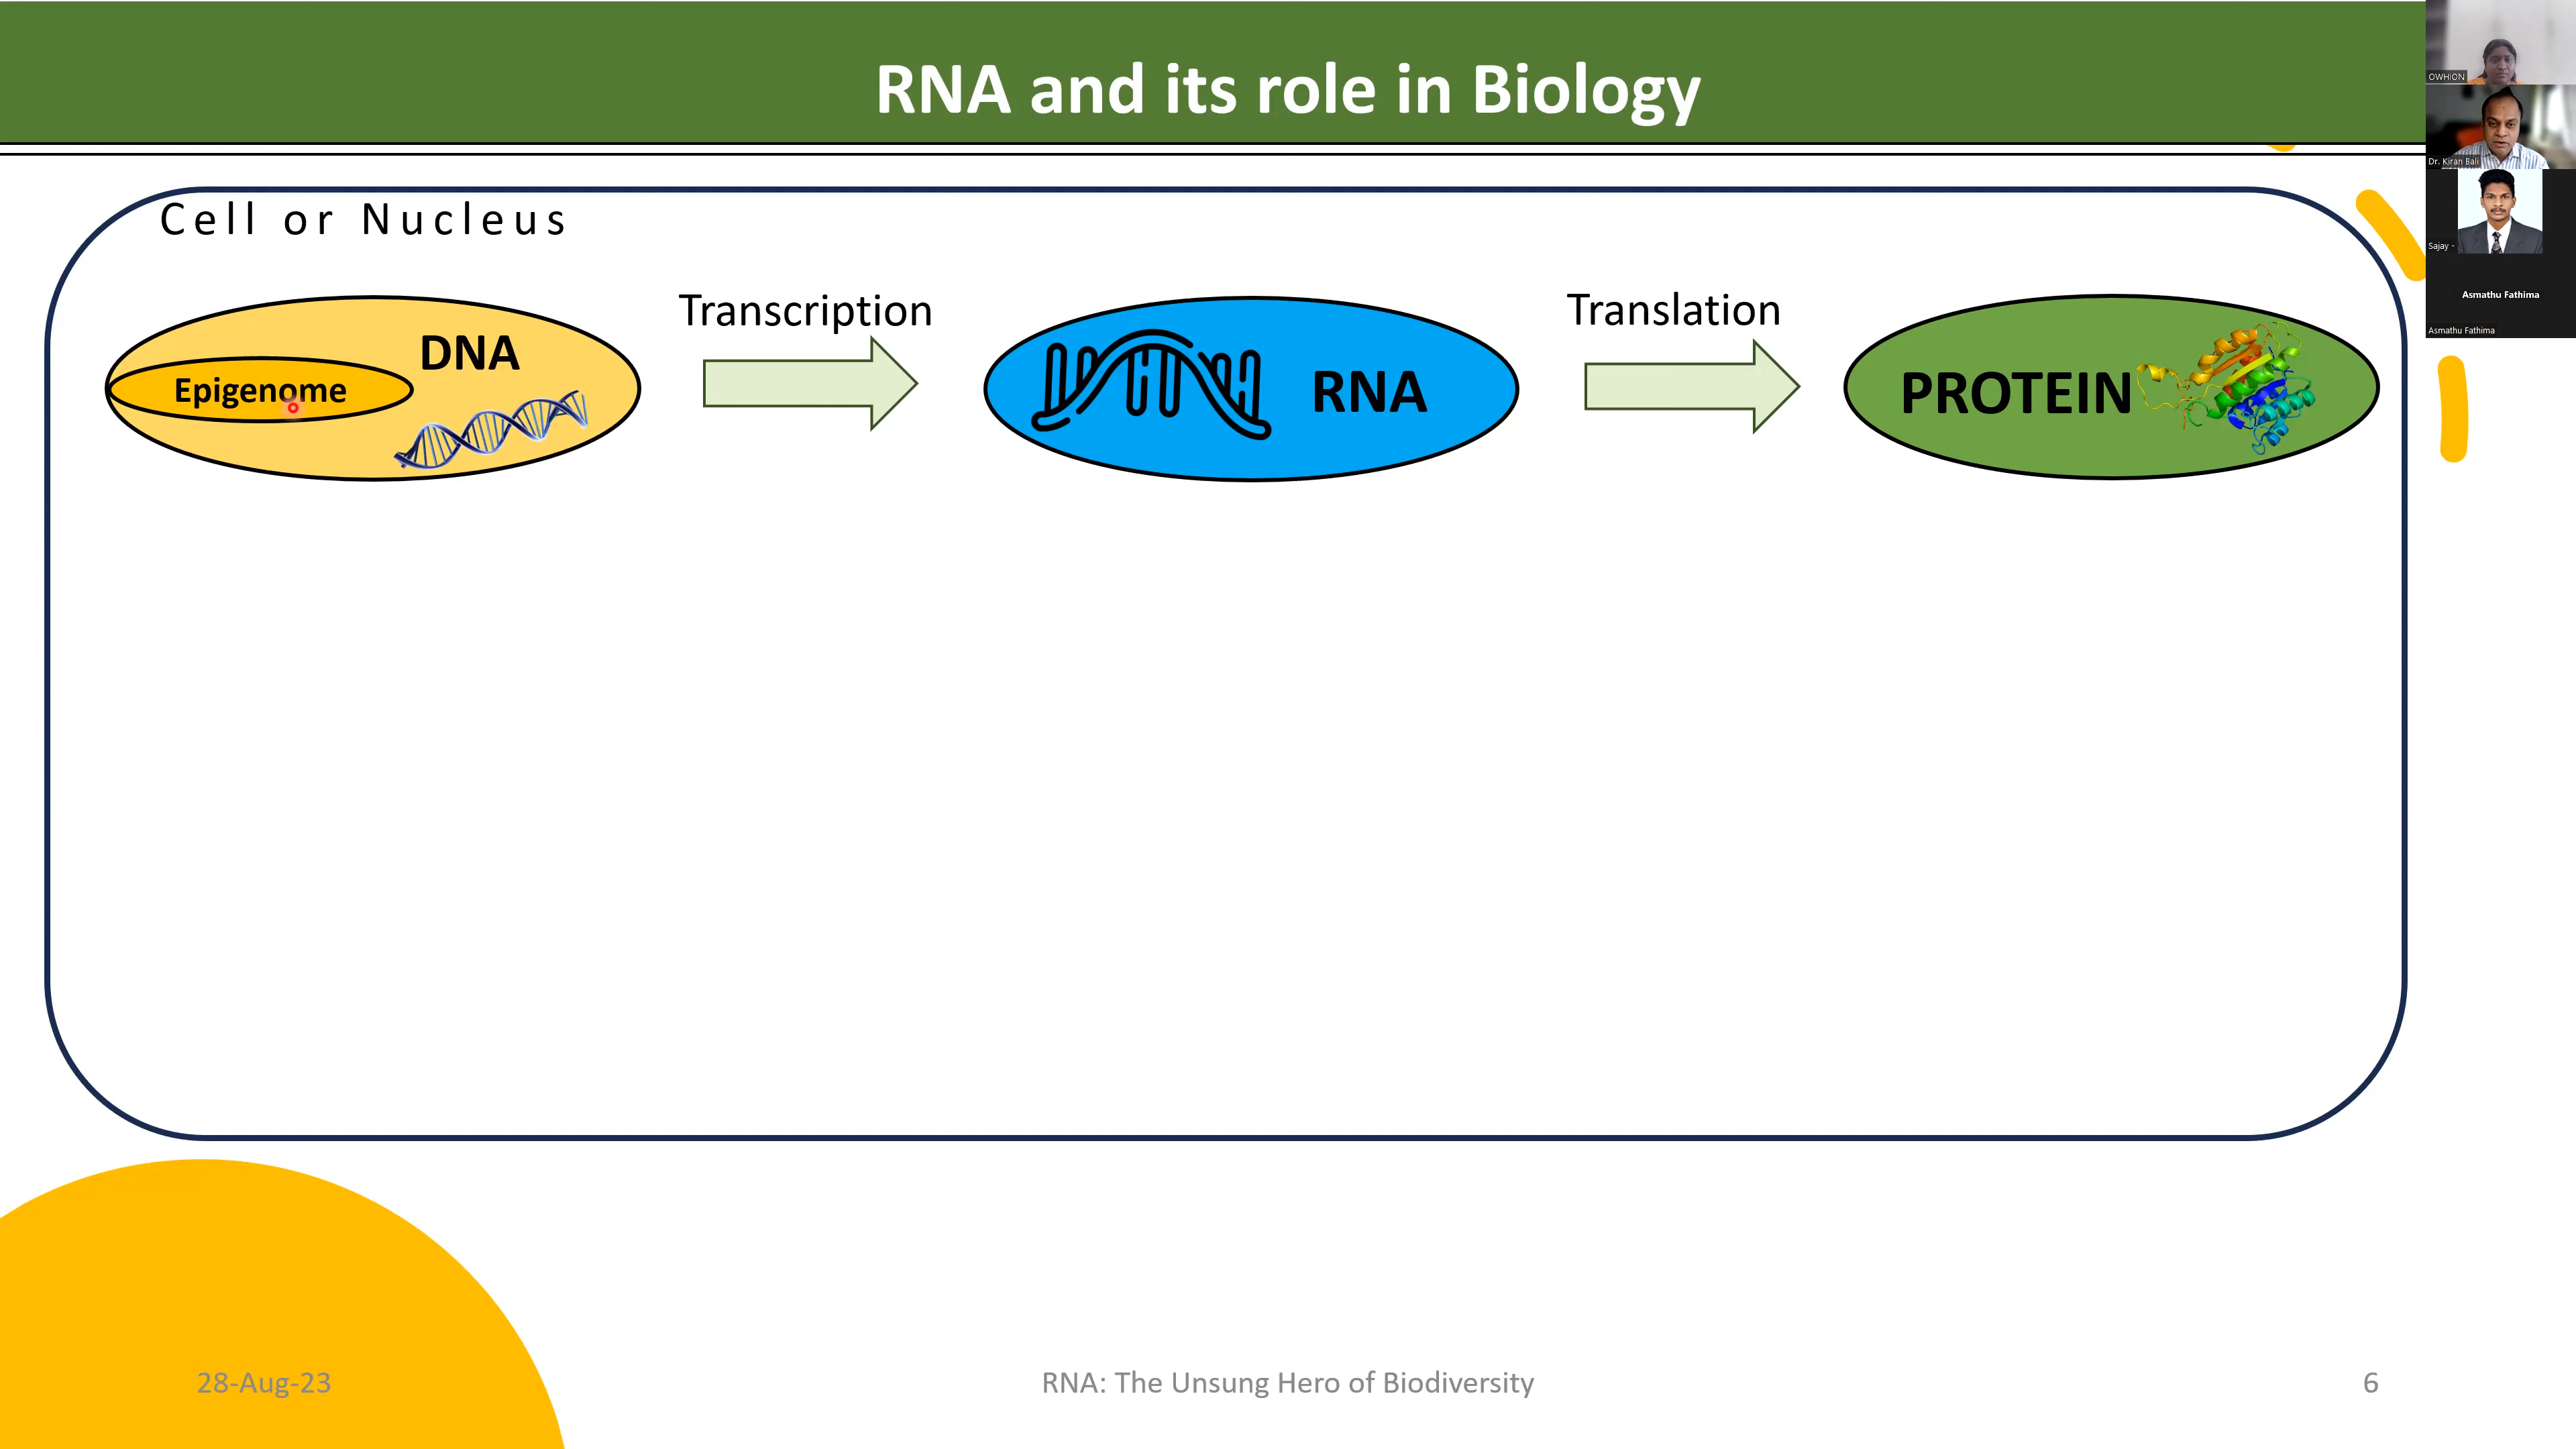 RNA and its role in Biology
OWHION
Dr. Kiran Bali
Sajay -
Asmathu Fathima
Asmathu Fathima
Cell or Nucleus
Epigenome
DNA
Transcription
RNA
Translation
PROTEIN
28-Aug-23
RNA: The Unsung Hero of Biodiversity
6